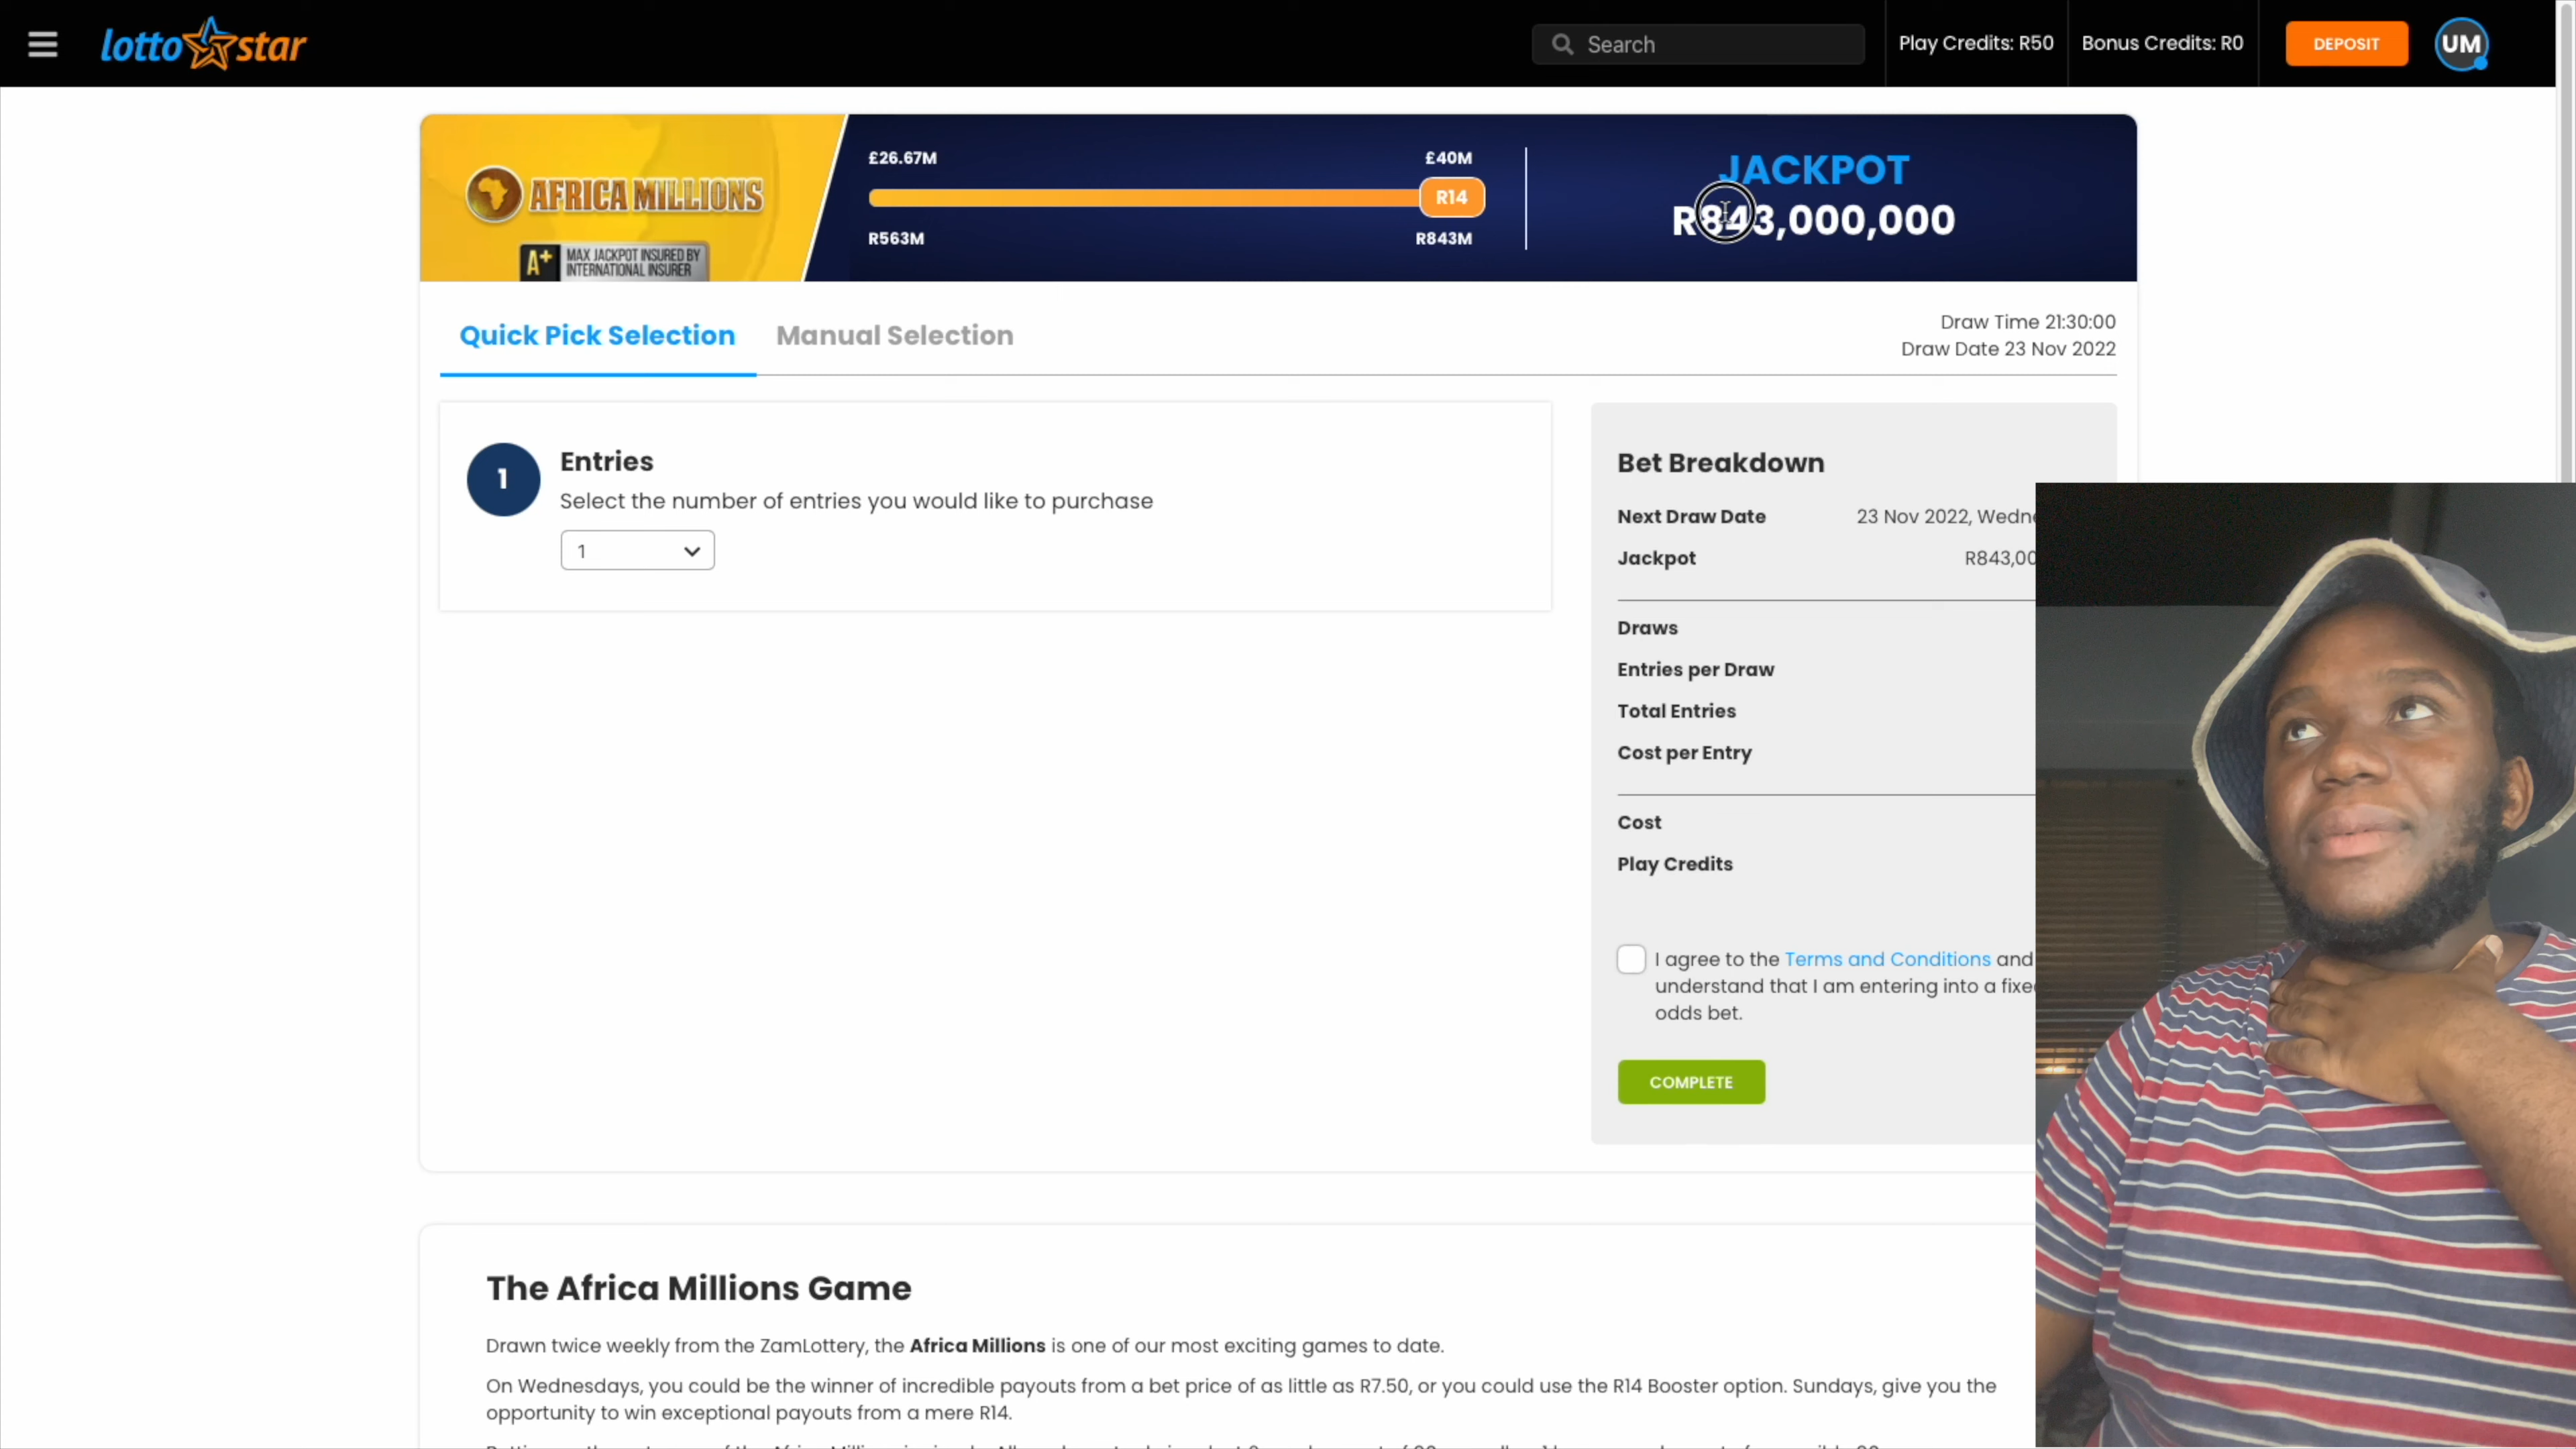 lotto star
Search
Play Credits: R50
Bonus Credits: R0
DEPOSIT
UM
AFRICA MILLIONS
A+
MAX JACKPOT INSURED BY
INTERNATIONAL INSURER
£26.67M
£40M
R14
R563M
R843M
JACKPOT
R843,000,000
Quick Pick Selection
Manual Selection
Draw Time 21:30:00
Draw Date 23 Nov 2022
1
Entries
Select the number of entries you would like to purchase
1
Bet Breakdown
Next Draw Date 23 Nov 2022, Wedne
Jackpot R843,00
Draws
Entries per Draw
Total Entries
Cost per Entry
Cost
Play Credits
I agree to the Terms and Conditions and
understand that I am entering into a fixe
odds bet.
COMPLETE
The Africa Millions Game
Drawn twice weekly from the ZamLottery, the Africa Millions is one of our most exciting games to date.
On Wednesdays, you could be the winner of incredible payouts from a bet price of as little as R7.50, or you could use the R14 Booster option. Sundays, give you the
opportunity to win exceptional payouts from a mere R14.